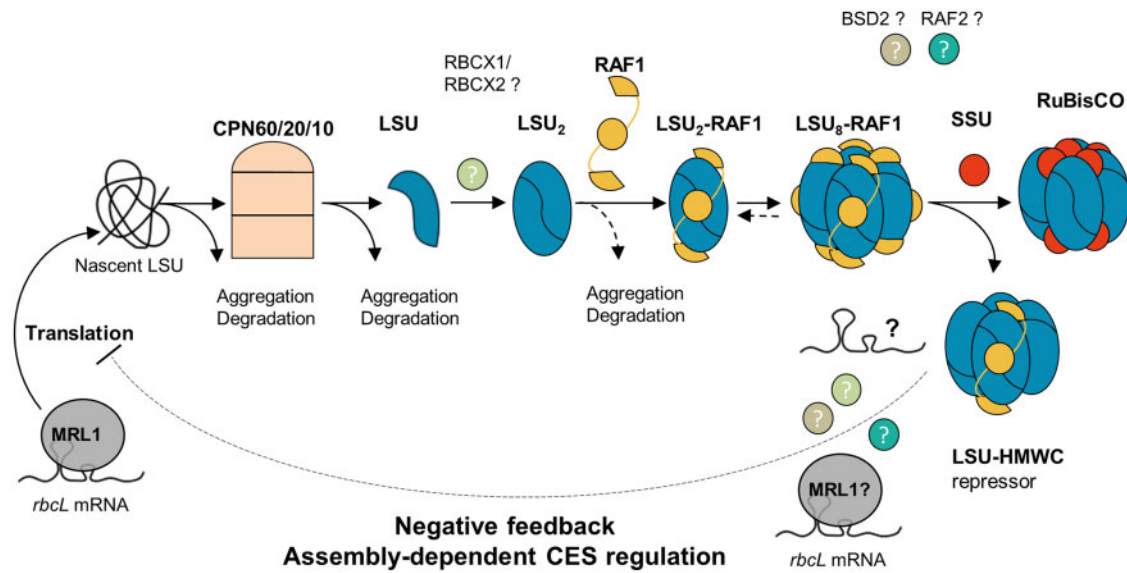 BSD2 ? RAF2 ?
? ?
RBCX1/
RBCX2 ?
RAF1
RuBisCO
CPN60/20/10
LSU
LSU2
LSU2-RAF1
LSU8-RAF1
SSU
?
Nascent LSU
Aggregation
Degradation
Aggregation
Degradation
Aggregation
Degradation
Translation
?
?
?
?
MRL1
rbcL mRNA
LSU-HMWC
repressor
MRL1?
rbcL mRNA
Negative feedback
Assembly-dependent CES regulation